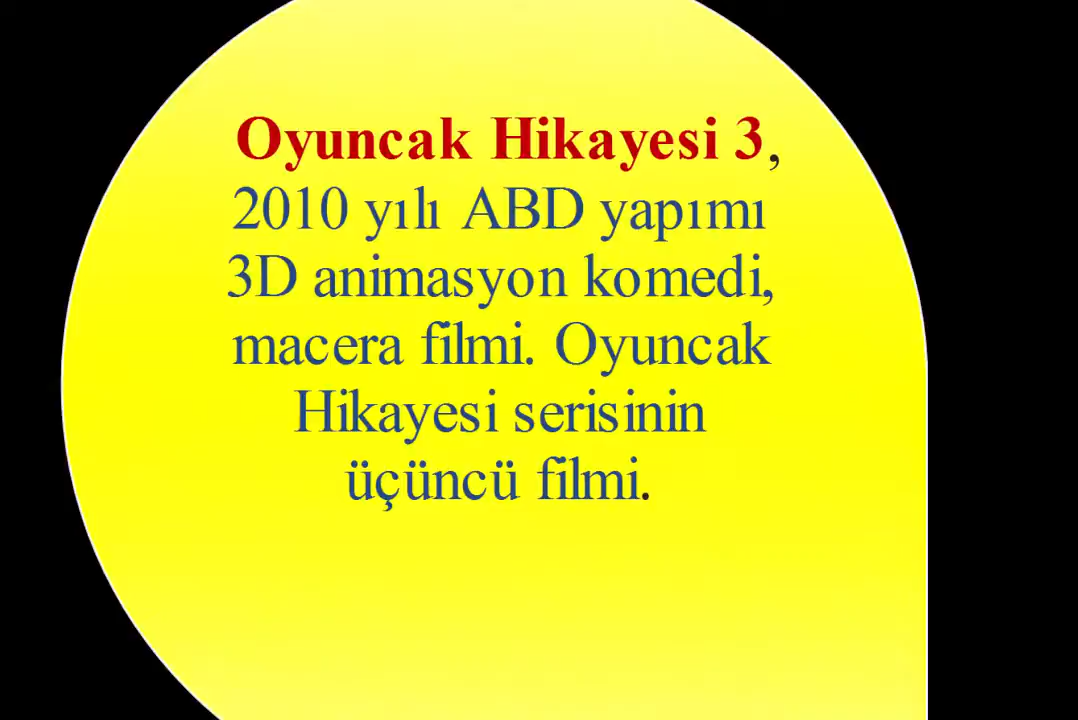 Oyuncak Hikayesi 3,
2010 yılı ABD yapımı
3D animasyon komedi,
macera filmi. Oyuncak
Hikayesi serisinin
üçüncü filmi.